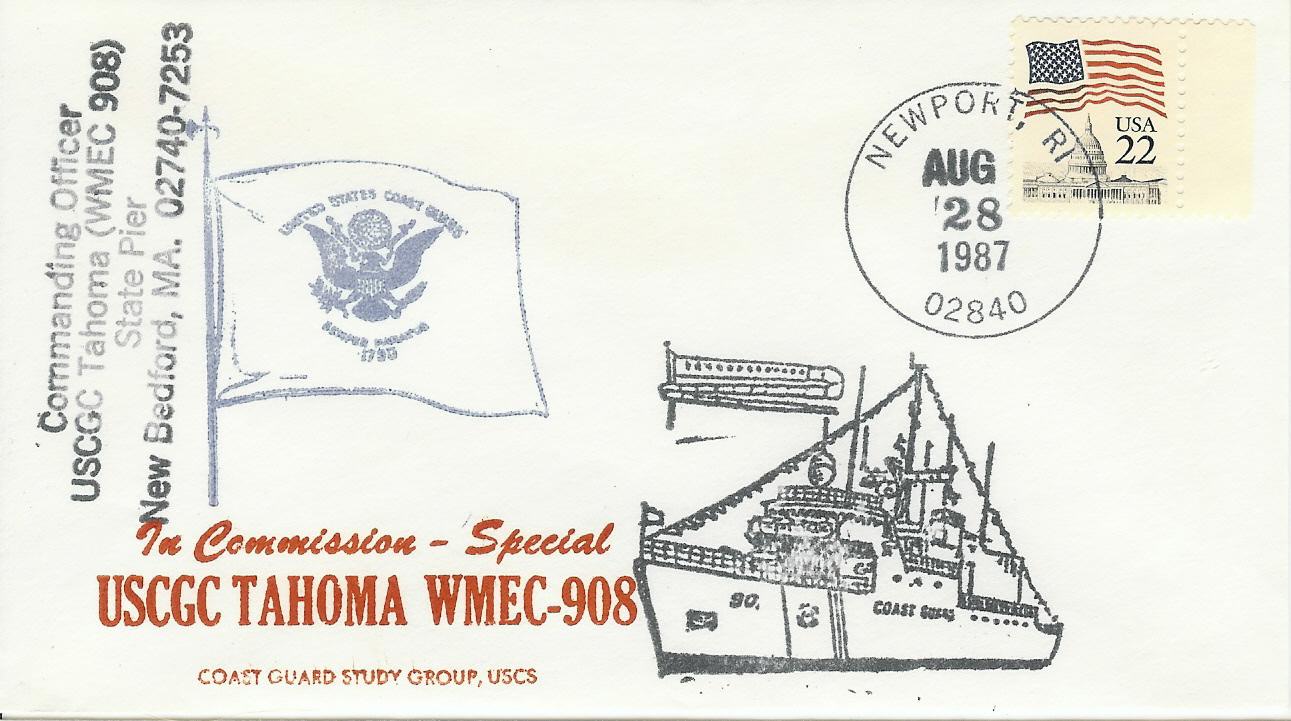 Commanding Officer
USCGC Tahoma (WMEC 908)
State Pier
New Bedford, MA. 02740-7253
UNITED STATES COAST GUARD
SEMPER PARATUS
1790
NEWPORT, RI
AUG
28
1987
02840
USA
22
COAST GUARD
In Commission - Special
USCGC TAHOMA WMEC-908
COAST GUARD STUDY GROUP, USCS